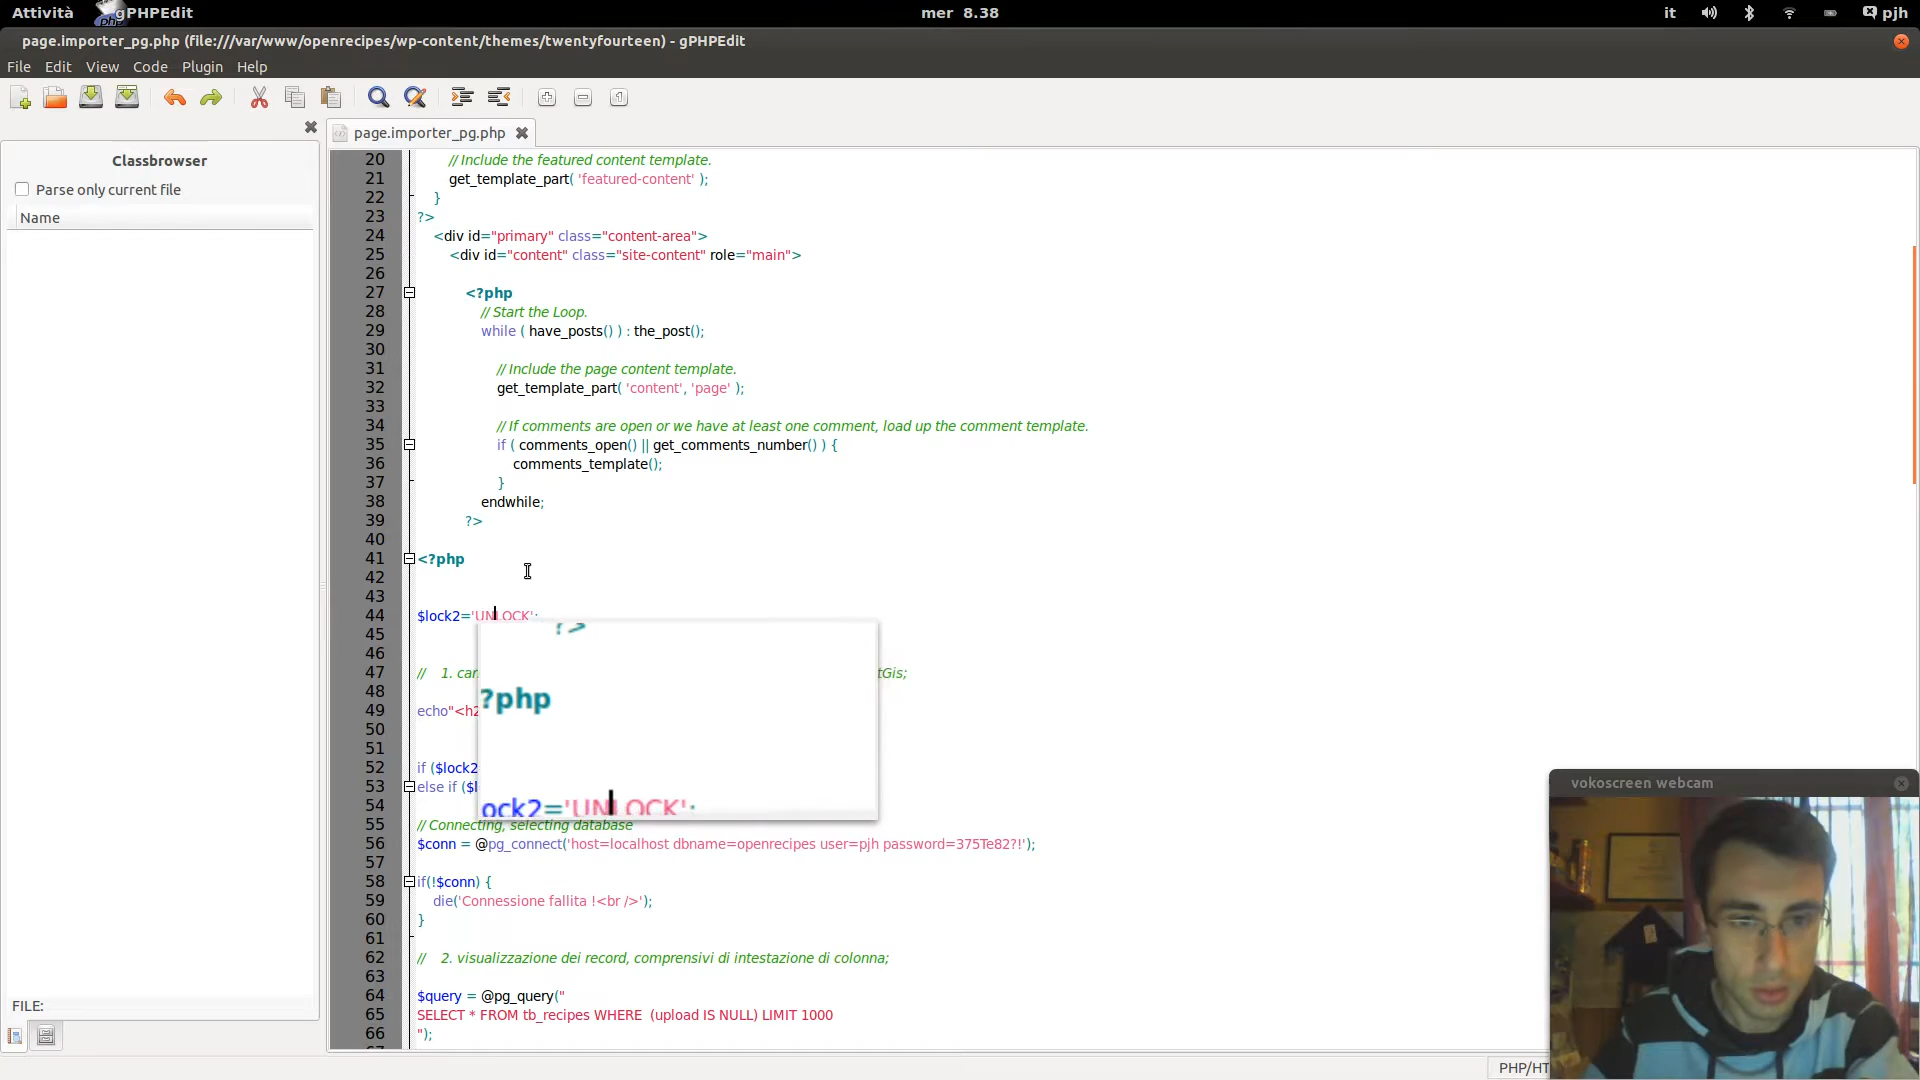 Attività
gPHPEdit
mer 8.38
it
pjh
page.importer_pg.php (file:///var/www/openrecipes/wp-content/themes/twentyfourteen) - gPHPEdit
File Edit View Code Plugin Help
Classbrowser
Parse only current file
Name
FILE:
page.importer_pg.php
20 // Include the featured content template.
21 get_template_part( 'featured-content' );
22 }
23 ?>
24 <div id="primary" class="content-area">
25 <div id="content" class="site-content" role="main">
26
27 <?php
28 // Start the Loop.
29 while ( have_posts() ) : the_post();
30
31 // Include the page content template.
32 get_template_part( 'content', 'page' );
33
34 // If comments are open or we have at least one comment, load up the comment template.
35 if ( comments_open() || get_comments_number() ) {
36 comments_template();
37 }
38 endwhile;
39 ?>
40
41 <?php
42
43
44 $lock2='UNLOCK';
45
46
47 // 1. car tGis;
48
49 echo"<h2
50
51
52 if ($lock2
53 else if ($l
54
55 // Connecting, selecting database
56 $conn = @pg_connect('host=localhost dbname=openrecipes user=pjh password=375Te82?!');
57
58 if(!$conn) {
59 die('Connessione fallita !<br />');
60 }
61
62 // 2. visualizzazione dei record, comprensivi di intestazione di colonna;
63
64 $query = @pg_query("
65 SELECT * FROM tb_recipes WHERE (upload IS NULL) LIMIT 1000
66 ");
?>
?php
ock2='UNLOCK';
vokoscreen webcam
PHP/HT